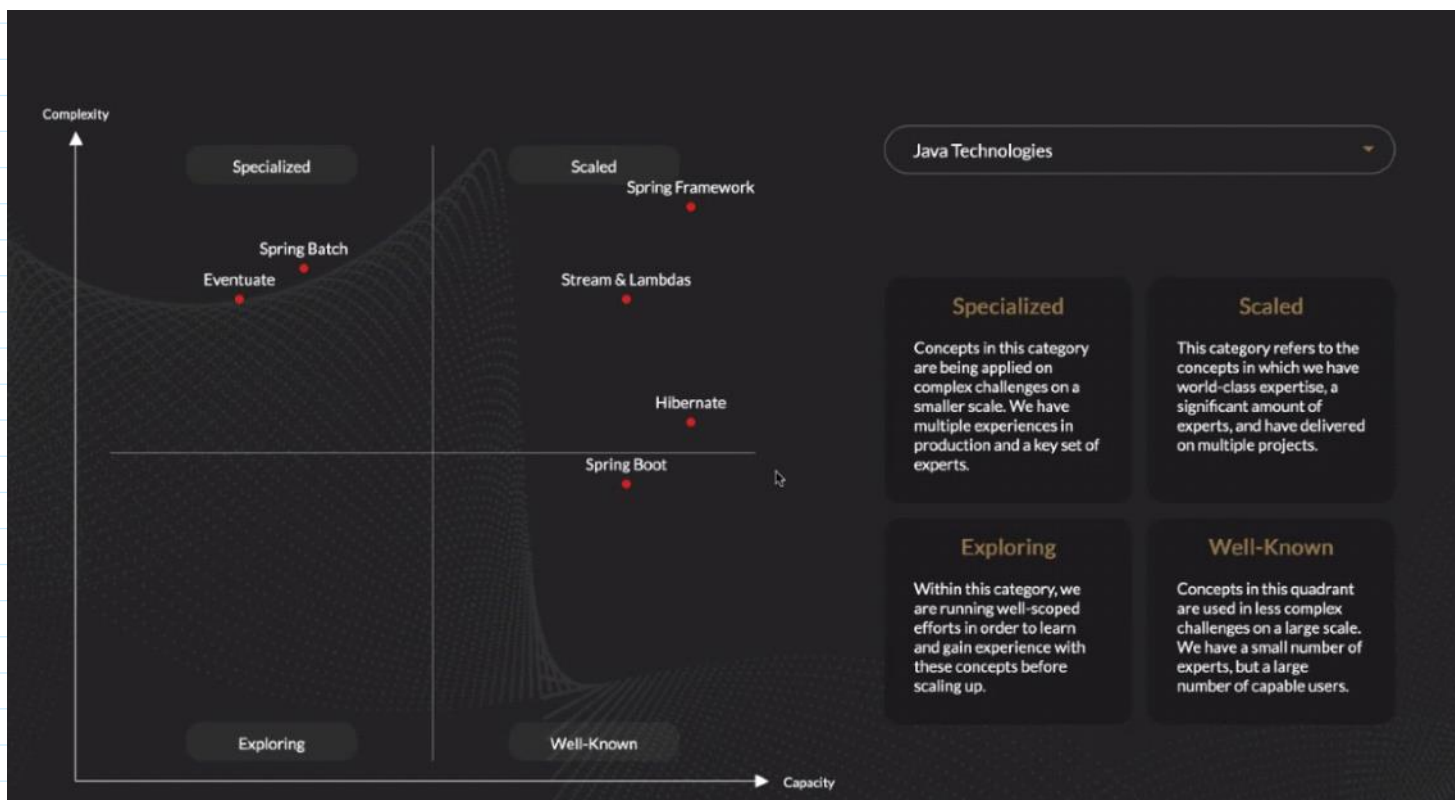 Complexity
Specialized
Scaled
Spring Framework
Spring Batch
Eventuate
Stream & Lambdas
Hibernate
Spring Boot
Exploring
Well-Known
Capacity
Java Technologies
Specialized
Concepts in this category
are being applied on
complex challenges on a
smaller scale. We have
multiple experiences in
production and a key set of
experts.
Scaled
This category refers to the
concepts in which we have
world-class expertise, a
significant amount of
experts, and have delivered
on multiple projects.
Exploring
Within this category, we
are running well-scoped
efforts in order to learn
and gain experience with
these concepts before
scaling up.
Well-Known
Concepts in this quadrant
are used in less complex
challenges on a large scale.
We have a small number of
experts, but a large
number of capable users.